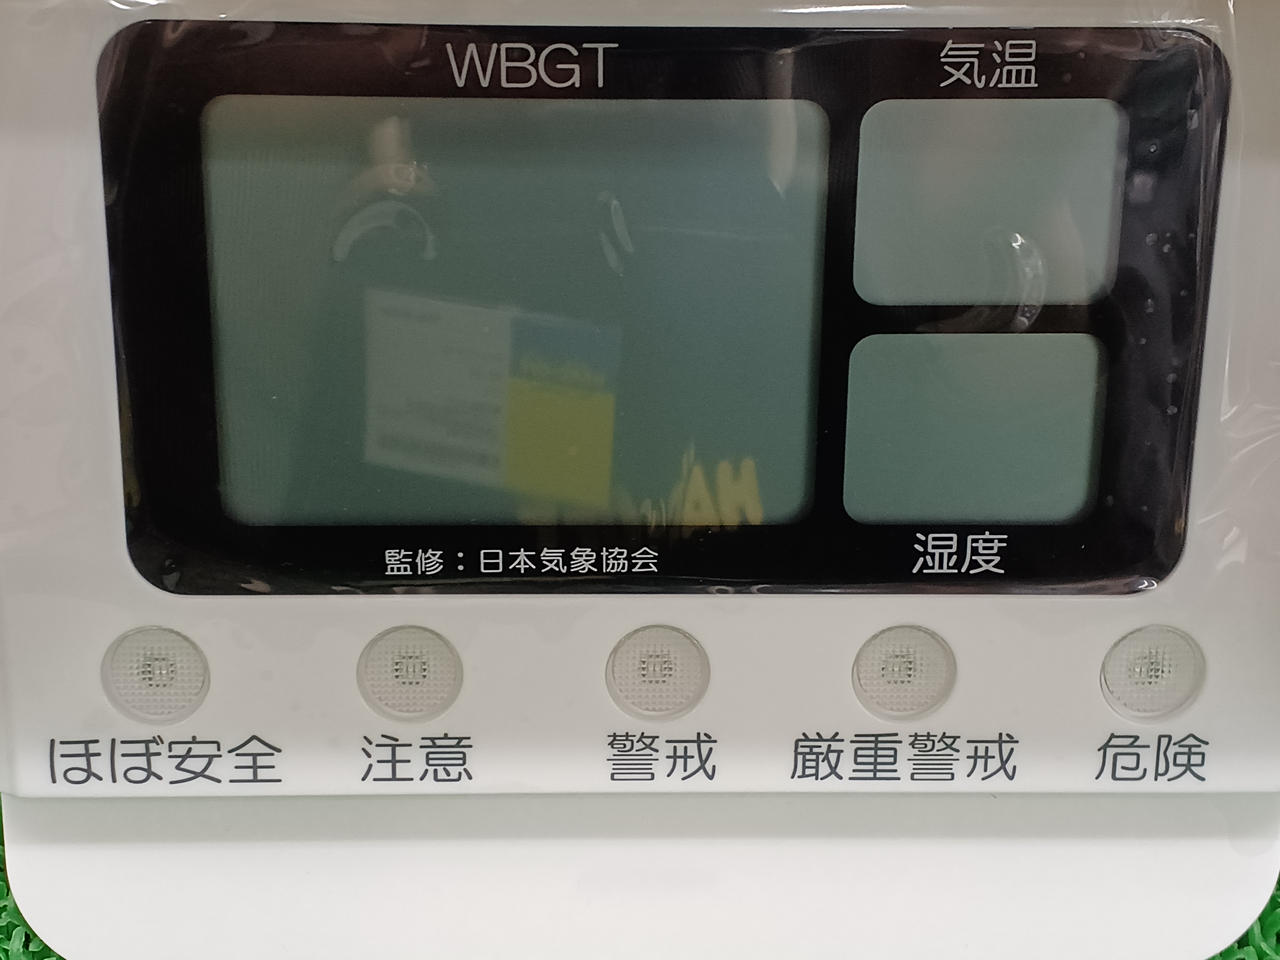 WBGT
気温
監修：日本気象協会
湿度
ほぼ安全
注意
警戒
厳重警戒
危険